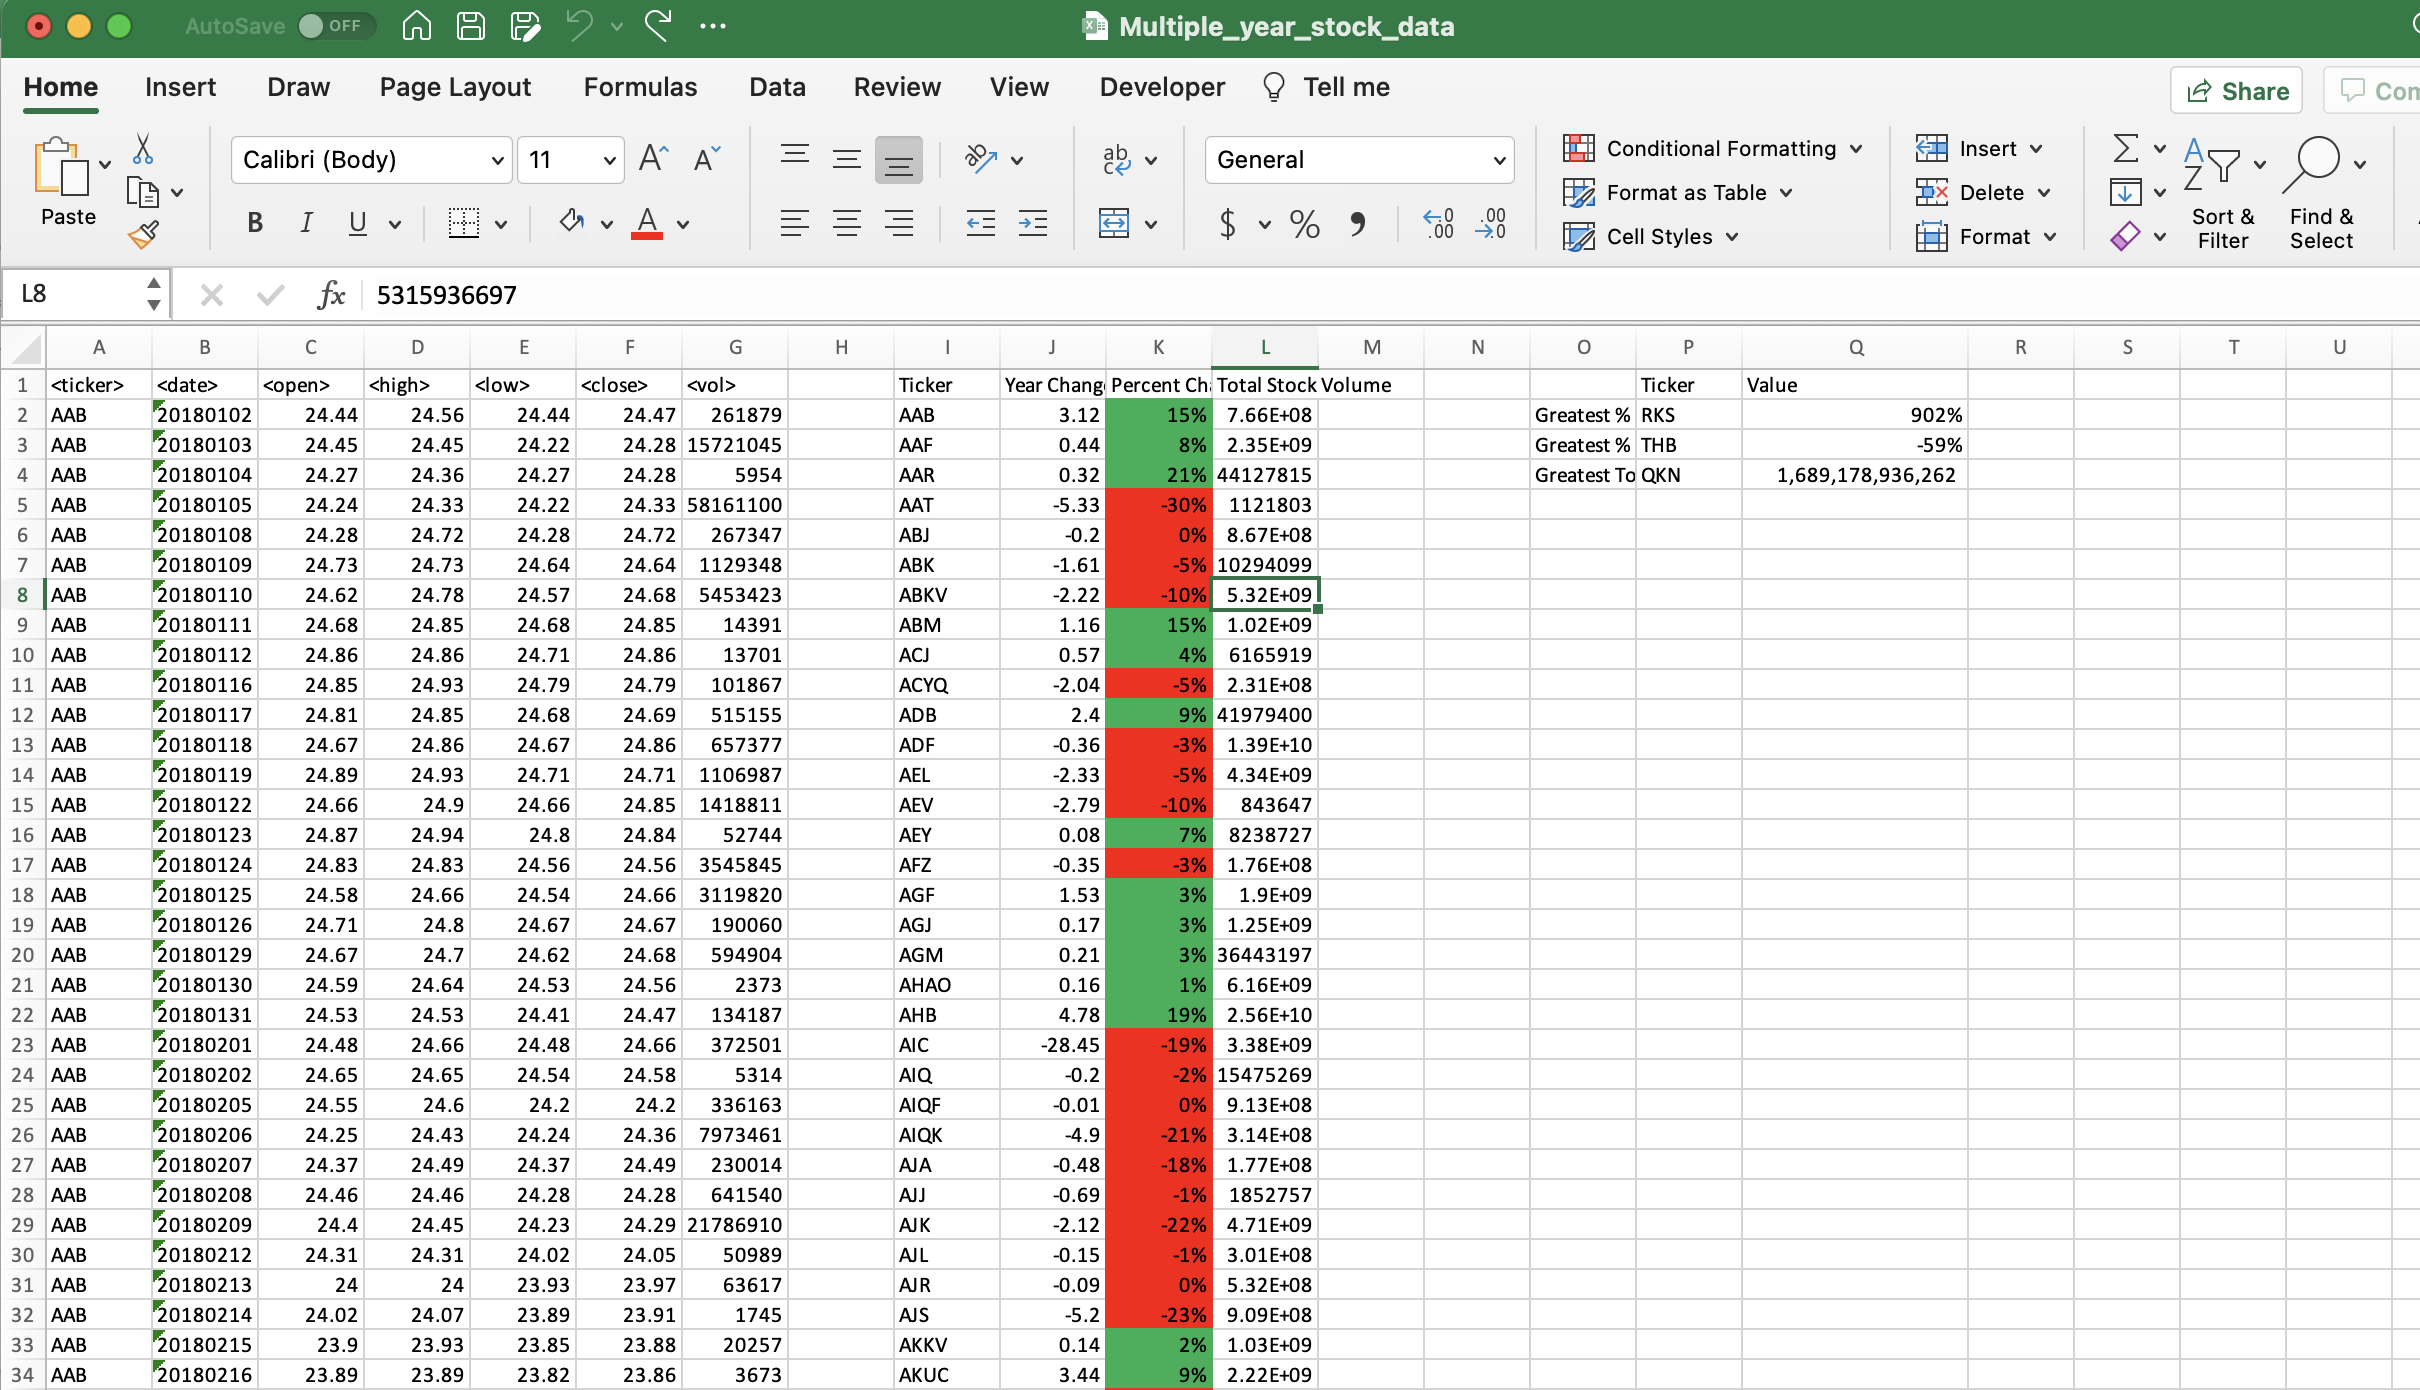 AutoSave OFF Multiple_year_stock_data
Home Insert Draw Page Layout Formulas Data Review View Developer Tell me Share Com
Paste Calibri (Body) 11 General Conditional Formatting Format as Table Cell Styles Insert Delete Format Sort & Filter Find & Select
L8 fx 5315936697
A B C D E F G H I J K L M N O P Q R S T U
1 <ticker> <date> <open> <high> <low> <close> <vol> Ticker Year Chang Percent Ch Total Stock Volume Ticker Value
2 AAB 20180102 24.44 24.56 24.44 24.47 261879 AAB 3.12 15% 7.66E+08 Greatest % RKS 902%
3 AAB 20180103 24.45 24.45 24.22 24.28 15721045 AAF 0.44 8% 2.35E+09 Greatest % THB -59%
4 AAB 20180104 24.27 24.36 24.27 24.28 5954 AAR 0.32 21% 44127815 Greatest To QKN 1,689,178,936,262
5 AAB 20180105 24.24 24.33 24.22 24.33 58161100 AAT -5.33 -30% 1121803
6 AAB 20180108 24.28 24.72 24.28 24.72 267347 ABJ -0.2 0% 8.67E+08
7 AAB 20180109 24.73 24.73 24.64 24.64 1129348 ABK -1.61 -5% 10294099
8 AAB 20180110 24.62 24.78 24.57 24.68 5453423 ABKV -2.22 -10% 5.32E+09
9 AAB 20180111 24.68 24.85 24.68 24.85 14391 ABM 1.16 15% 1.02E+09
10 AAB 20180112 24.86 24.86 24.71 24.86 13701 ACJ 0.57 4% 6165919
11 AAB 20180116 24.85 24.93 24.79 24.79 101867 ACYQ -2.04 -5% 2.31E+08
12 AAB 20180117 24.81 24.85 24.68 24.69 515155 ADB 2.4 9% 41979400
13 AAB 20180118 24.67 24.86 24.67 24.86 657377 ADF -0.36 -3% 1.39E+10
14 AAB 20180119 24.89 24.93 24.71 24.71 1106987 AEL -2.33 -5% 4.34E+09
15 AAB 20180122 24.66 24.9 24.66 24.85 1418811 AEV -2.79 -10% 843647
16 AAB 20180123 24.87 24.94 24.8 24.84 52744 AEY 0.08 7% 8238727
17 AAB 20180124 24.83 24.83 24.56 24.56 3545845 AFZ -0.35 -3% 1.76E+08
18 AAB 20180125 24.58 24.66 24.54 24.66 3119820 AGF 1.53 3% 1.9E+09
19 AAB 20180126 24.71 24.8 24.67 24.67 190060 AGJ 0.17 3% 1.25E+09
20 AAB 20180129 24.67 24.7 24.62 24.68 594904 AGM 0.21 3% 36443197
21 AAB 20180130 24.59 24.64 24.53 24.56 2373 AHAO 0.16 1% 6.16E+09
22 AAB 20180131 24.53 24.53 24.41 24.47 134187 AHB 4.78 19% 2.56E+10
23 AAB 20180201 24.48 24.66 24.48 24.66 372501 AIC -28.45 -19% 3.38E+09
24 AAB 20180202 24.65 24.65 24.54 24.58 5314 AIQ -0.2 -2% 15475269
25 AAB 20180205 24.55 24.6 24.2 24.2 336163 AIQF -0.01 0% 9.13E+08
26 AAB 20180206 24.25 24.43 24.24 24.36 7973461 AIQK -4.9 -21% 3.14E+08
27 AAB 20180207 24.37 24.49 24.37 24.49 230014 AJA -0.48 -18% 1.77E+08
28 AAB 20180208 24.46 24.46 24.28 24.28 641540 AJJ -0.69 -1% 1852757
29 AAB 20180209 24.4 24.45 24.23 24.29 21786910 AJK -2.12 -22% 4.71E+09
30 AAB 20180212 24.31 24.31 24.02 24.05 50989 AJL -0.15 -1% 3.01E+08
31 AAB 20180213 24 24 23.93 23.97 63617 AJR -0.09 0% 5.32E+08
32 AAB 20180214 24.02 24.07 23.89 23.91 1745 AJS -5.2 -23% 9.09E+08
33 AAB 20180215 23.9 23.93 23.85 23.88 20257 AKKV 0.14 2% 1.03E+09
34 AAB 20180216 23.89 23.89 23.82 23.86 3673 AKUC 3.44 9% 2.22E+09